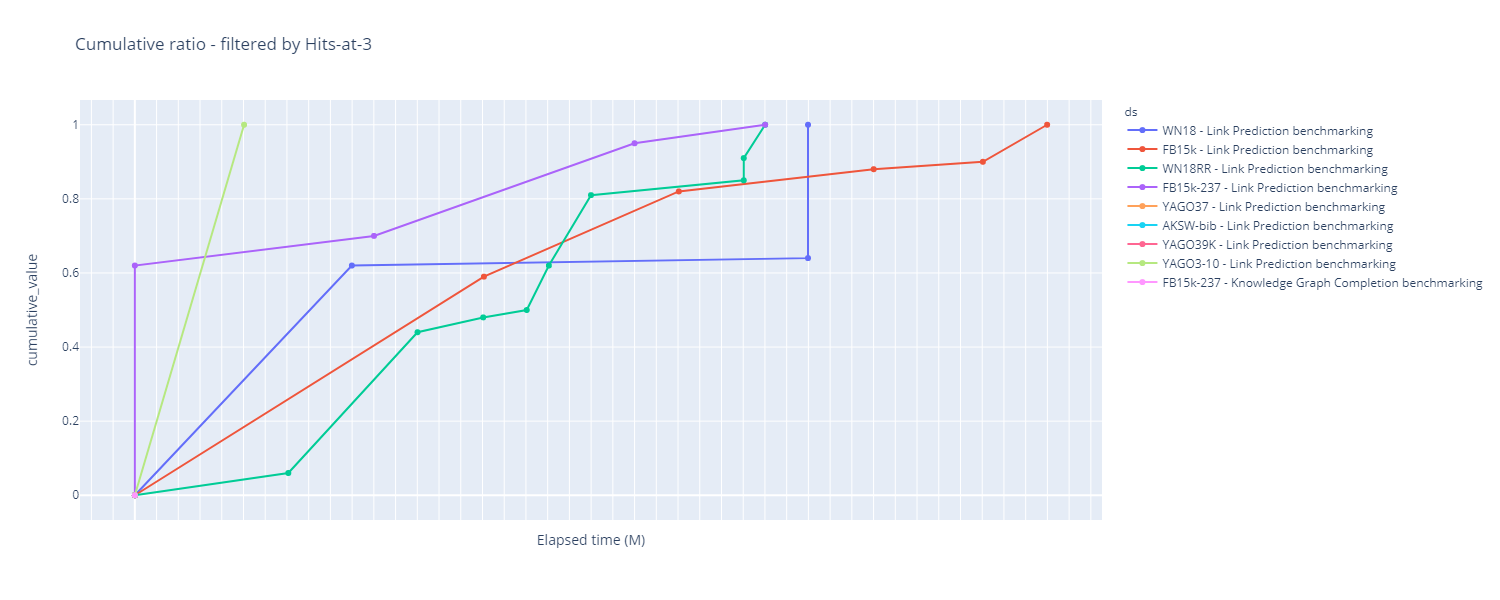 Cumulative ratio - filtered by Hits-at-3
cumulative_value
1
0.8
0.6
0.4
0.2
0
Elapsed time (M)
ds
WN18 - Link Prediction benchmarking
FB15k - Link Prediction benchmarking
WN18RR - Link Prediction benchmarking
FB15k-237 - Link Prediction benchmarking
YAGO37 - Link Prediction benchmarking
AKSW-bib - Link Prediction benchmarking
YAGO39K - Link Prediction benchmarking
YAGO3-10 - Link Prediction benchmarking
FB15k-237 - Knowledge Graph Completion benchmarking